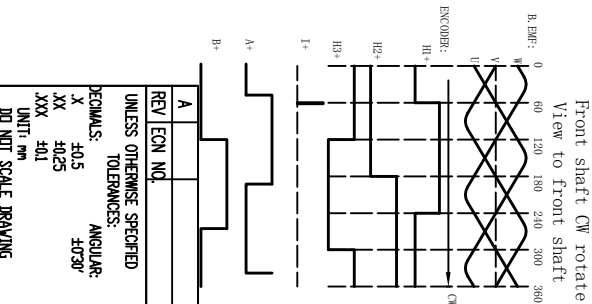 Front shaft CW rotate
View to front shaft
0 60 120 180 240 300 360
B. EMF:
W
V
U
ENCODER:
CW
H1+
H2+
H3+
I+
A+
B+
A
REV ECN NO.
UNLESS OTHERWISE SPECIFIED
TOLERANCES:
DECIMALS: ANGULAR:
.X ±0.5 ±0°30'
.XX ±0.25
.XXX ±0.1
UNIT: mm
DO NOT SCALE DRAWING